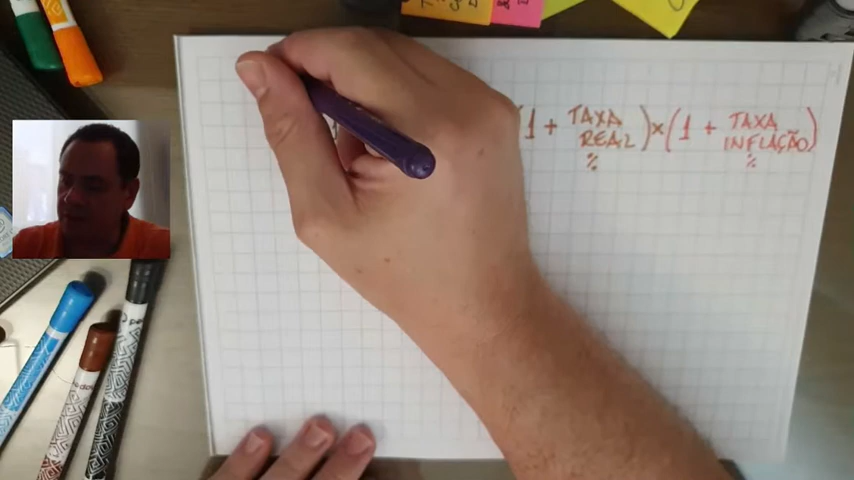 (1 + TAXA REAL) x (1 + TAXA INFLAÇÃO)
% %